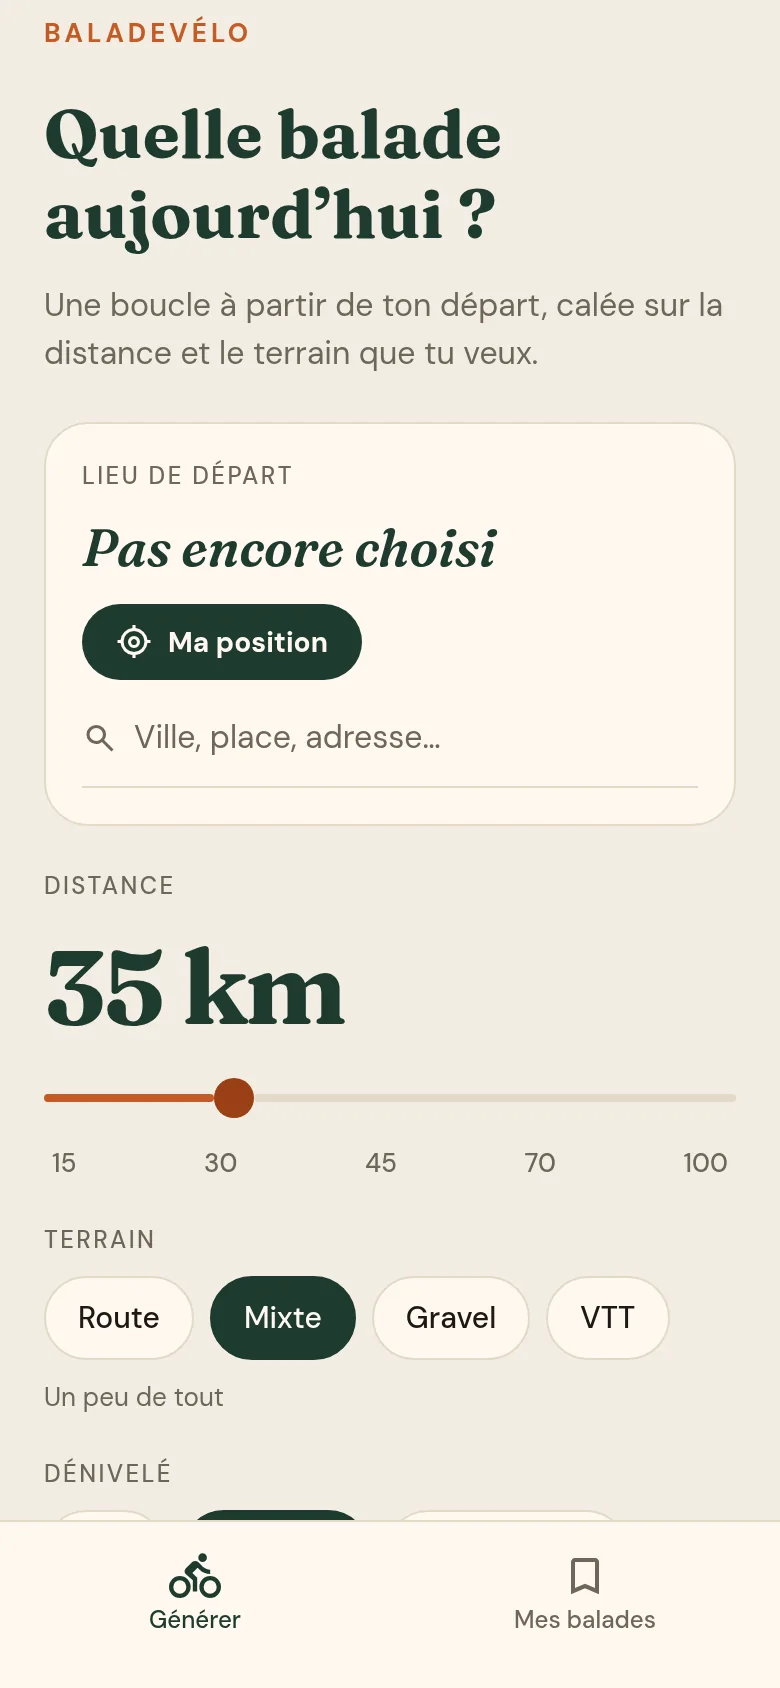 BALADEVÉLO
Quelle balade
aujourd’hui ?
Une boucle à partir de ton départ, calée sur la
distance et le terrain que tu veux.
LIEU DE DÉPART
Pas encore choisi
Ma position
Ville, place, adresse…
DISTANCE
35 km
15 30 45 70 100
TERRAIN
Route Mixte Gravel VTT
Un peu de tout
DÉNIVELÉ
Générer Mes balades